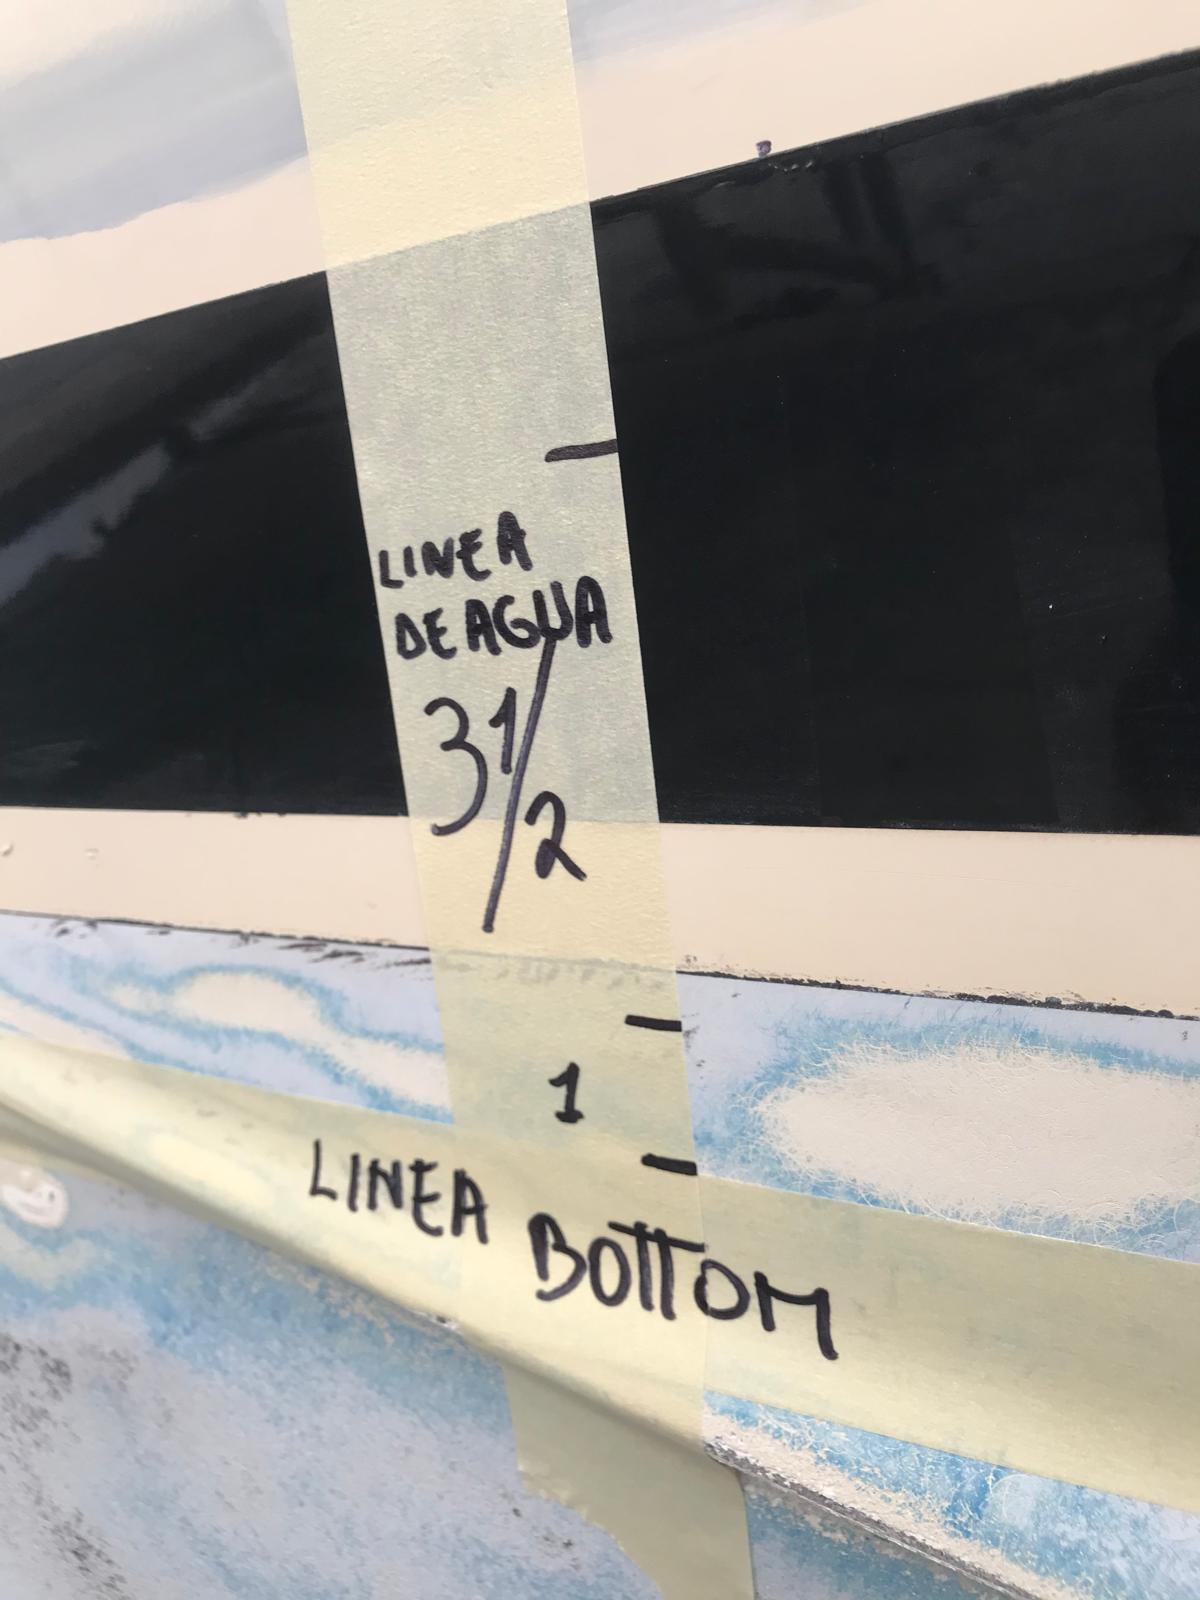 LINEA
DE AGUA
3 1/2
1
LINEA BOTTOM